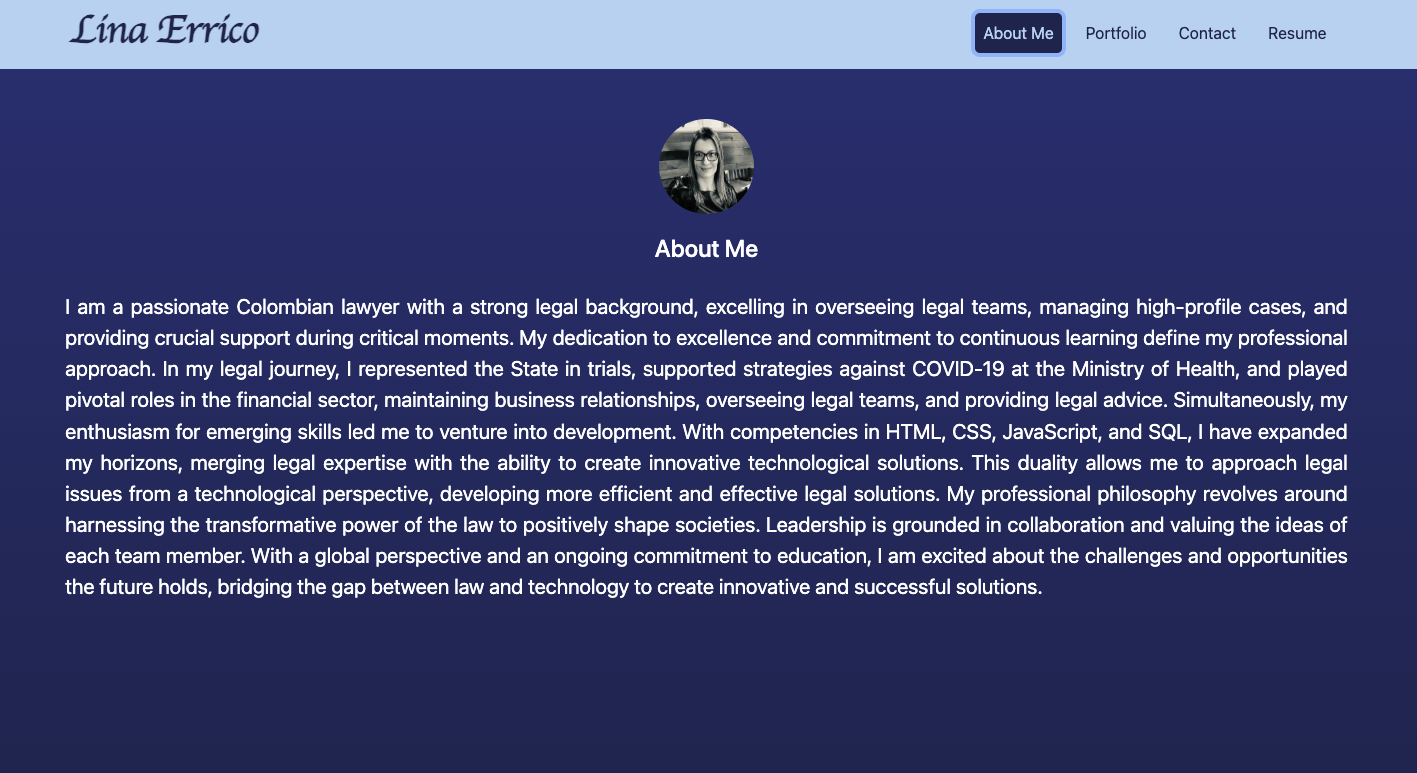 Lina Errico
About Me Portfolio Contact Resume
About Me
I am a passionate Colombian lawyer with a strong legal background, excelling in overseeing legal teams, managing high-profile cases, and
providing crucial support during critical moments. My dedication to excellence and commitment to continuous learning define my professional
approach. In my legal journey, I represented the State in trials, supported strategies against COVID-19 at the Ministry of Health, and played
pivotal roles in the financial sector, maintaining business relationships, overseeing legal teams, and providing legal advice. Simultaneously, my
enthusiasm for emerging skills led me to venture into development. With competencies in HTML, CSS, JavaScript, and SQL, I have expanded
my horizons, merging legal expertise with the ability to create innovative technological solutions. This duality allows me to approach legal
issues from a technological perspective, developing more efficient and effective legal solutions. My professional philosophy revolves around
harnessing the transformative power of the law to positively shape societies. Leadership is grounded in collaboration and valuing the ideas of
each team member. With a global perspective and an ongoing commitment to education, I am excited about the challenges and opportunities
the future holds, bridging the gap between law and technology to create innovative and successful solutions.